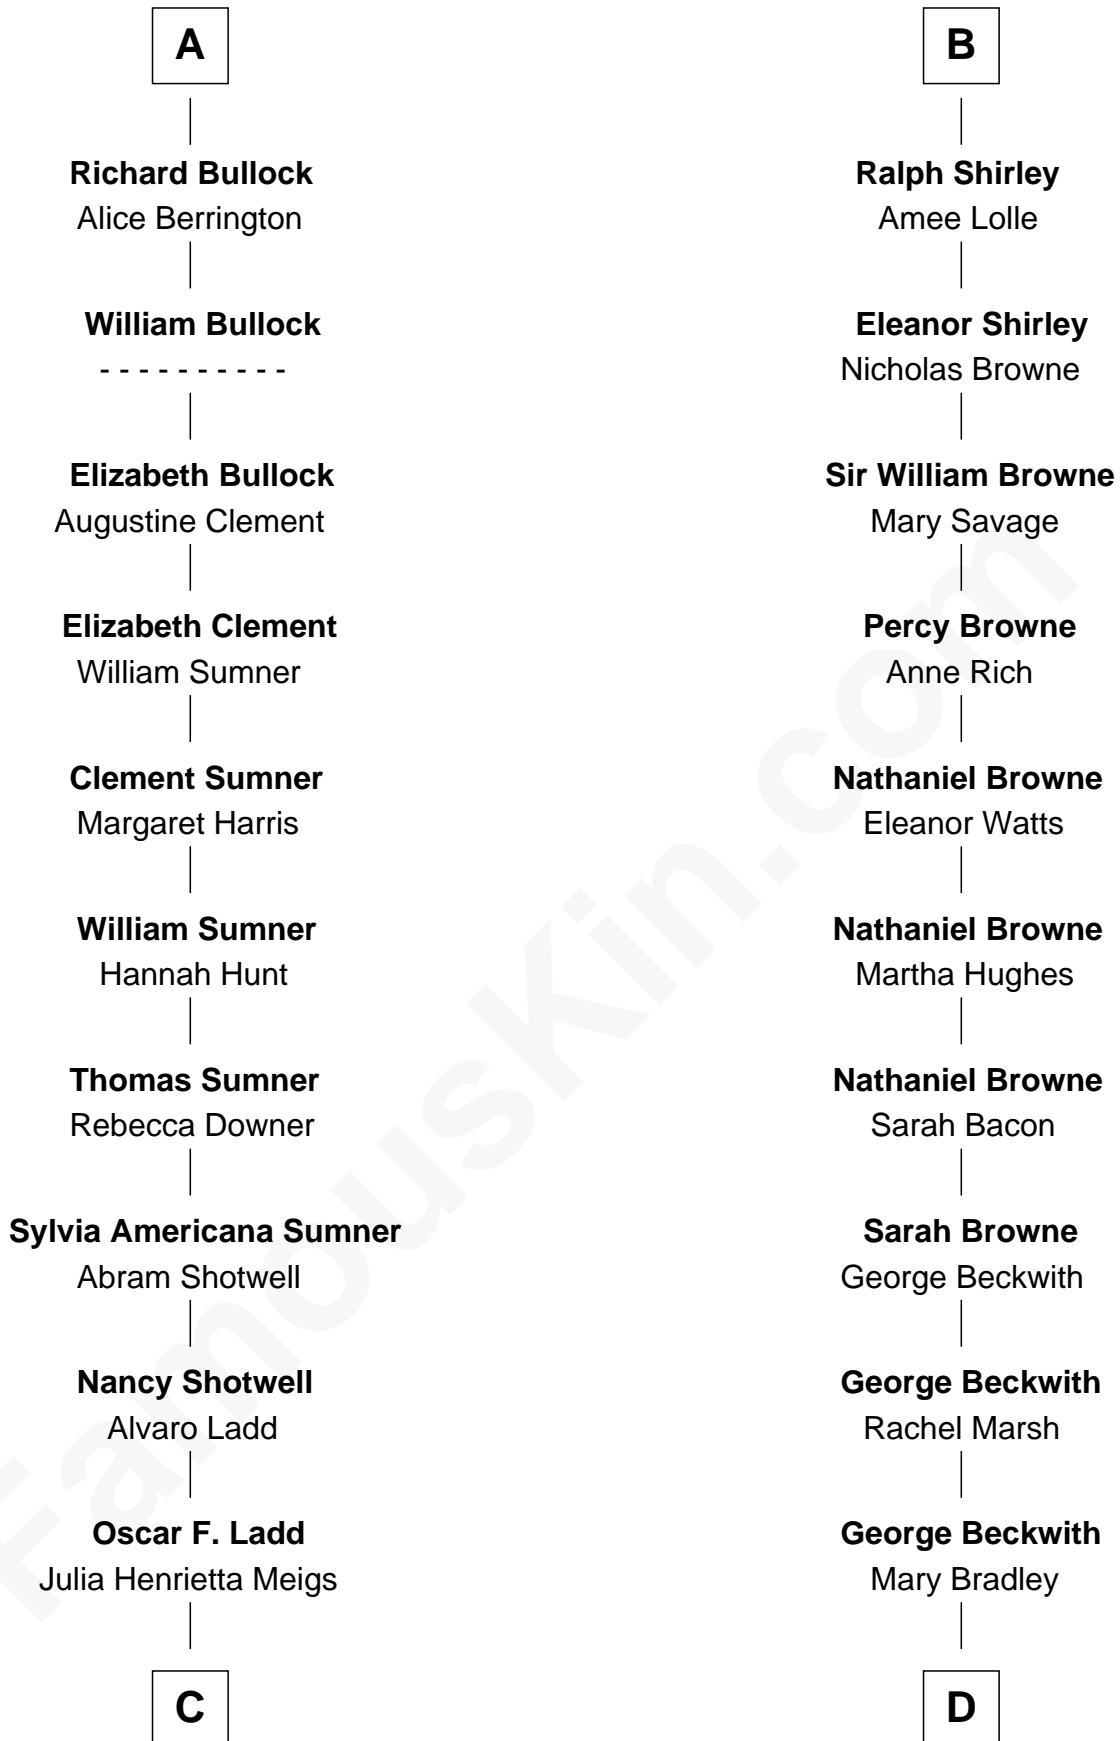 A
Richard Bullock
Alice Berrington
William Bullock
- - - - - - - - - -
Elizabeth Bullock
Augustine Clement
Elizabeth Clement
William Sumner
Clement Sumner
Margaret Harris
William Sumner
Hannah Hunt
Thomas Sumner
Rebecca Downer
Sylvia Americana Sumner
Abram Shotwell
Nancy Shotwell
Alvaro Ladd
Oscar F. Ladd
Julia Henrietta Meigs
C
B
Ralph Shirley
Amee Lolle
Eleanor Shirley
Nicholas Browne
Sir William Browne
Mary Savage
Percy Browne
Anne Rich
Nathaniel Browne
Eleanor Watts
Nathaniel Browne
Martha Hughes
Nathaniel Browne
Sarah Bacon
Sarah Browne
George Beckwith
George Beckwith
Rachel Marsh
George Beckwith
Mary Bradley
D
FamousKin.com